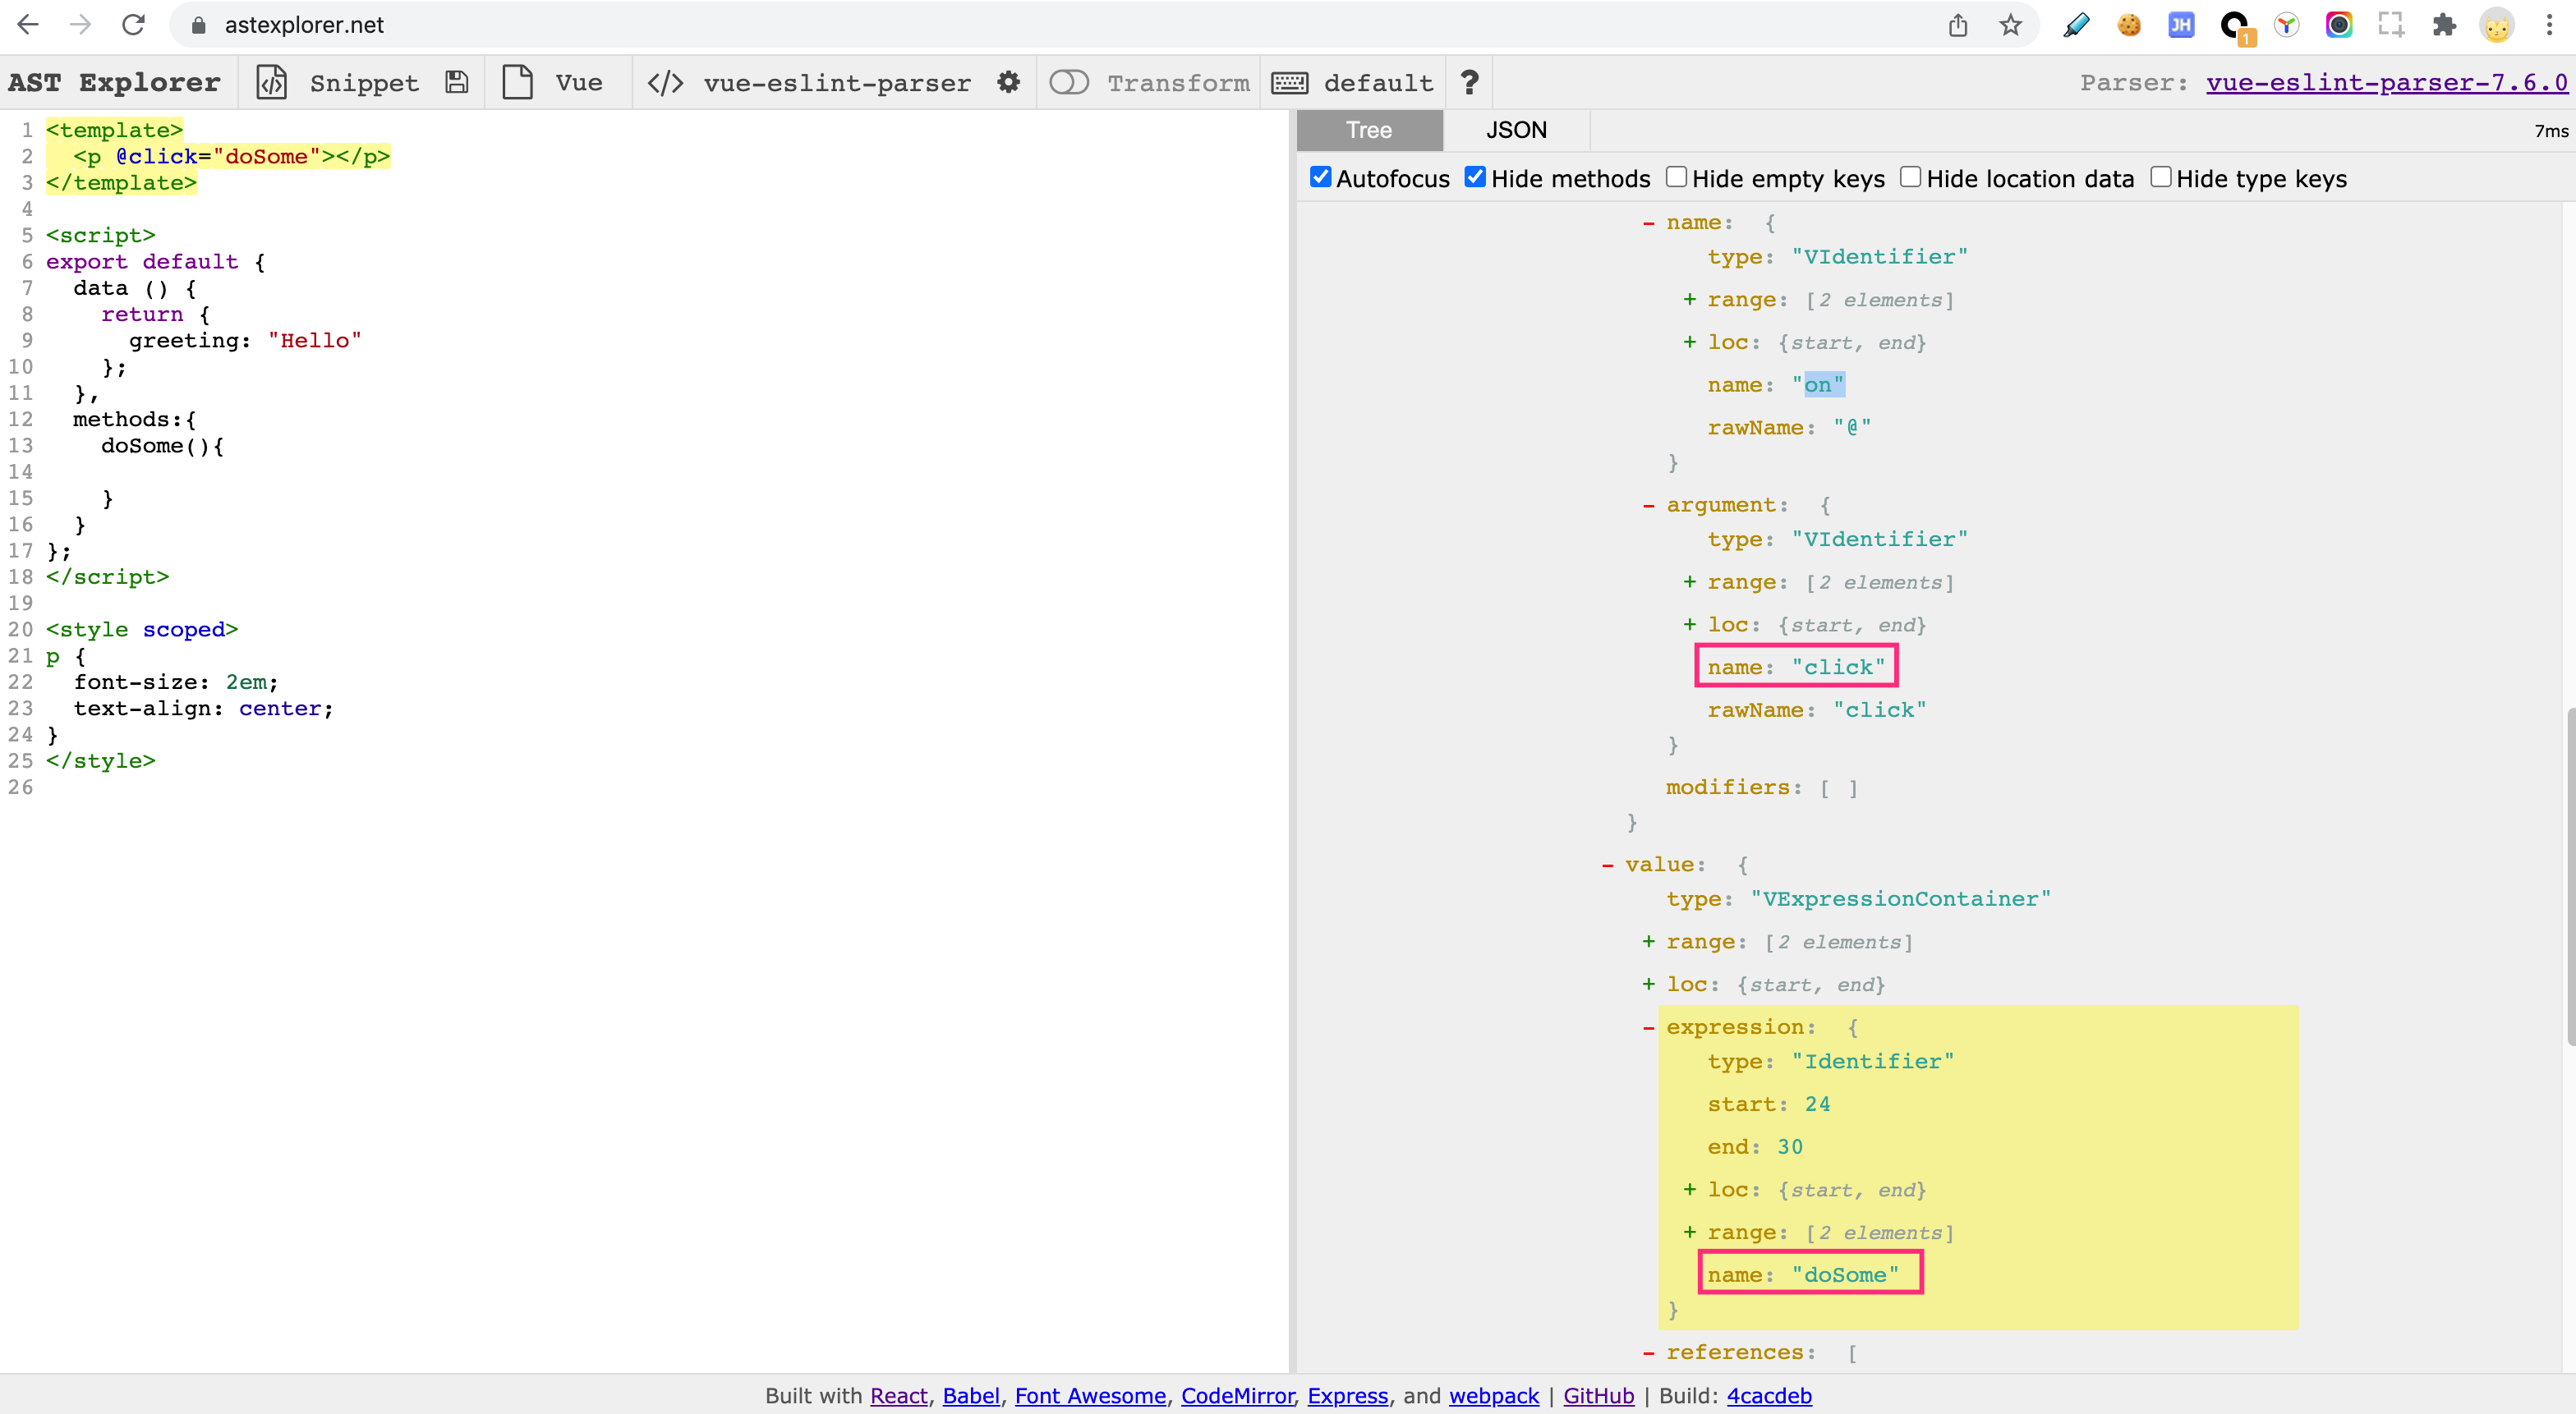 astexplorer.net
JH
1
AST Explorer Snippet Vue </> vue-eslint-parser Transform default ? Parser: vue-eslint-parser-7.6.0
1 <template>
2   <p @click="doSome"></p>
3 </template>
4
5 <script>
6 export default {
7   data () {
8     return {
9       greeting: "Hello"
10     };
11   },
12   methods:{
13     doSome(){
14
15     }
16   }
17 };
18 </script>
19
20 <style scoped>
21 p {
22   font-size: 2em;
23   text-align: center;
24 }
25 </style>
26
Tree JSON 7ms
Autofocus Hide methods Hide empty keys Hide location data Hide type keys
- name: {
type: "VIdentifier"
+ range: [2 elements]
+ loc: {start, end}
name: "on"
rawName: "@"
}
- argument: {
type: "VIdentifier"
+ range: [2 elements]
+ loc: {start, end}
name: "click"
rawName: "click"
}
modifiers: [ ]
}
- value: {
type: "VExpressionContainer"
+ range: [2 elements]
+ loc: {start, end}
- expression: {
type: "Identifier"
start: 24
end: 30
+ loc: {start, end}
+ range: [2 elements]
name: "doSome"
}
- references: [
Built with React, Babel, Font Awesome, CodeMirror, Express, and webpack | GitHub | Build: 4cacdeb